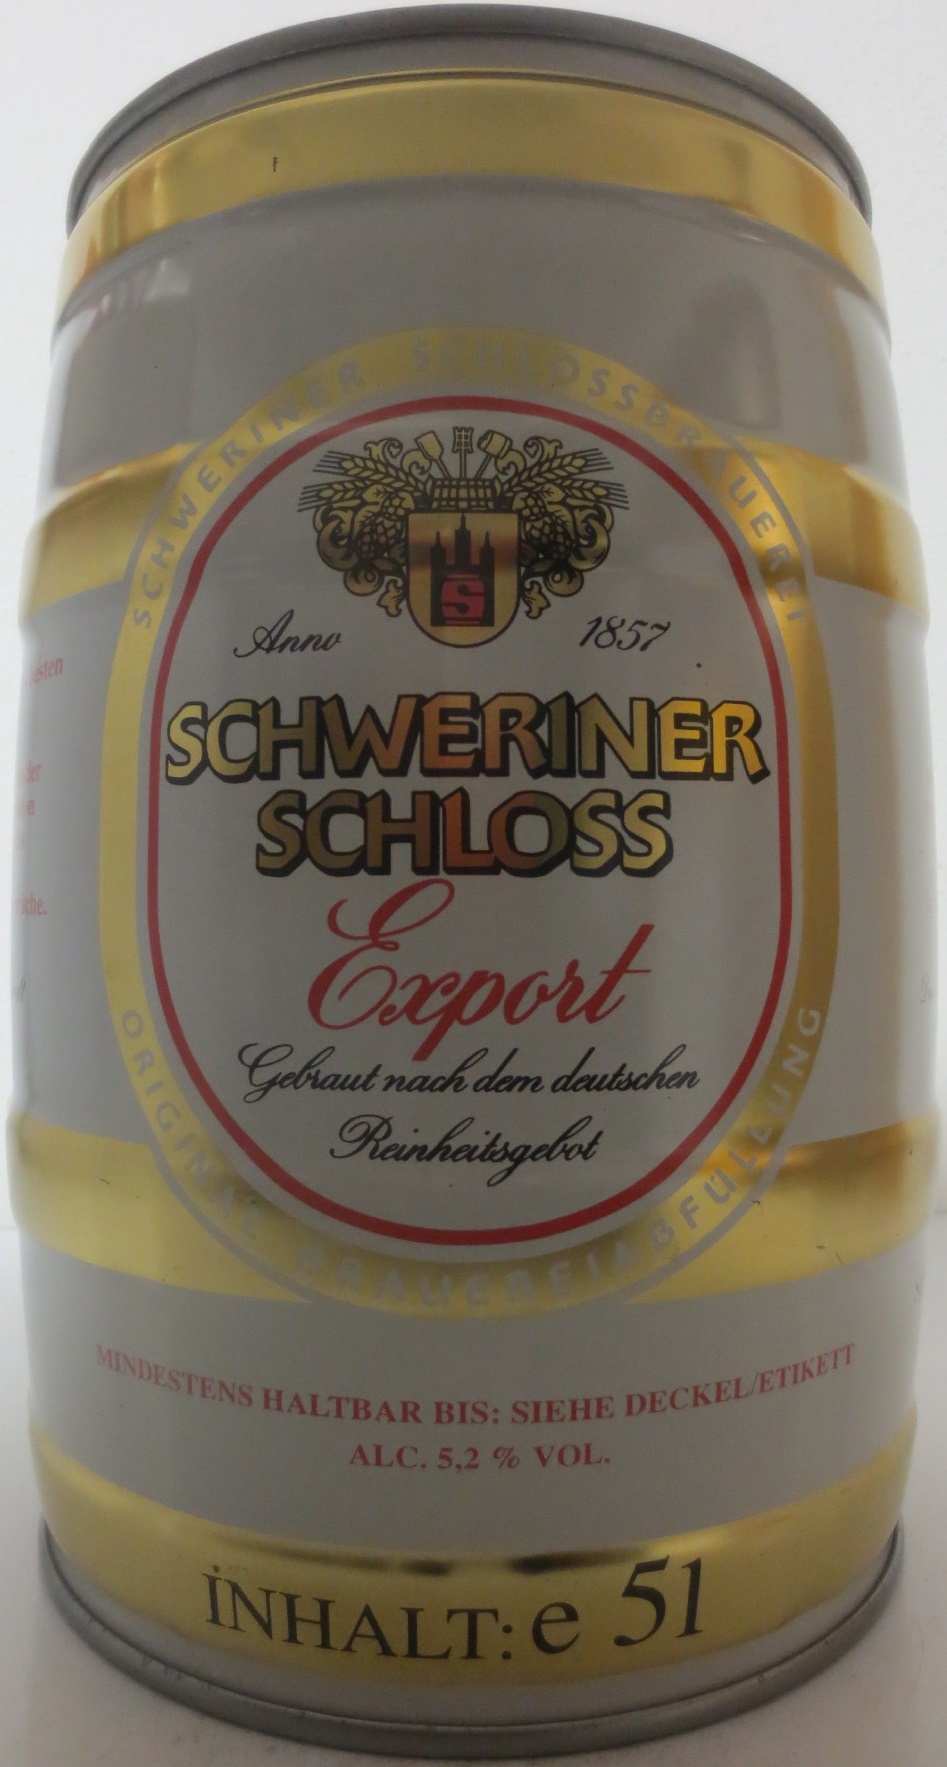 SCHWERINER SCHLOSSBRAUEREI
S
Anno 1857
SCHWERINER
SCHLOSS
Export
Gebraut nach dem deutschen
Reinheitsgebot
ORIGINAL BRAUEREIABFÜLLUNG
MINDESTENS HALTBAR BIS: SIEHE DECKEL/ETIKETT
ALC. 5,2 % VOL.
INHALT: e 5l